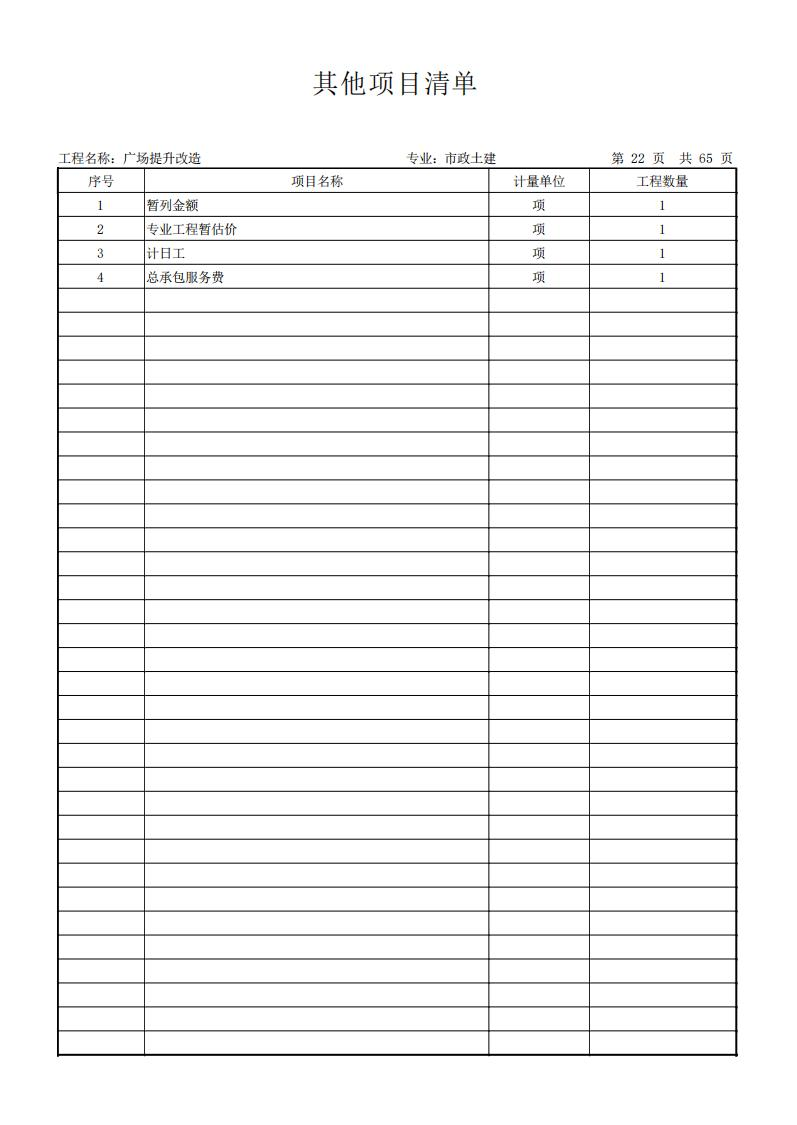 其他项目清单
工程名称：广场提升改造 专业：市政土建 第 22 页 共 65 页
序号 项目名称 计量单位 工程数量
1 暂列金额 项 1
2 专业工程暂估价 项 1
3 计日工 项 1
4 总承包服务费 项 1